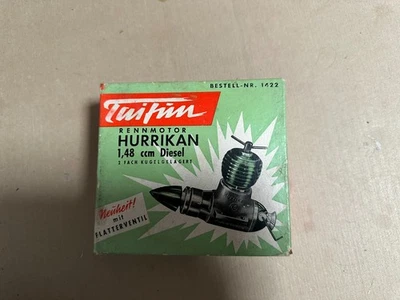 BESTELL-NR. 1422
Taifun
RENNMOTOR
HURRIKAN
1,48 ccm Diesel
2 FACH KUGELGELAGERT
Neuheit!
mit
FLATTERVENTIL